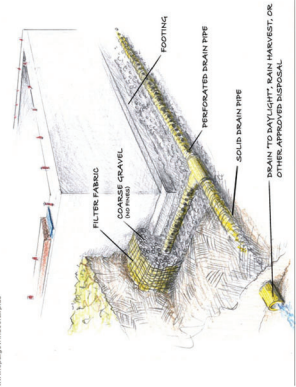 FOOTING
PERFORATED DRAIN PIPE
SOLID DRAIN PIPE
DRAIN "TO DAYLIGHT", RAIN HARVEST, OR
OTHER APPROVED DISPOSAL
FILTER FABRIC
COARSE GRAVEL
(NO FINES)